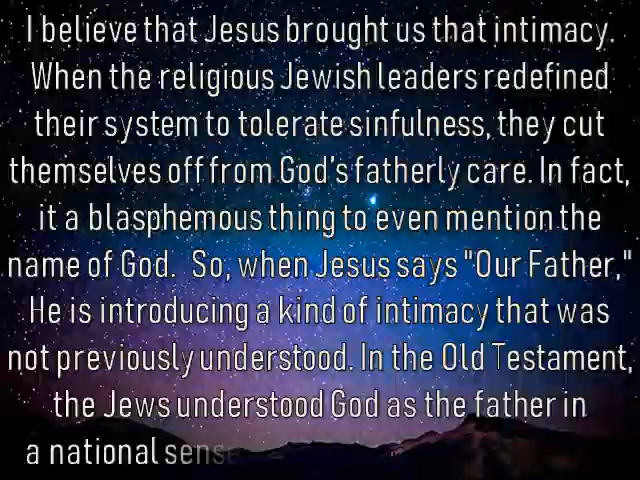 I believe that Jesus brought us that intimacy.
When the religious Jewish leaders redefined
their system to tolerate sinfulness, they cut
themselves off from God's fatherly care. In fact,
it a blasphemous thing to even mention the
name of God. So, when Jesus says "Our Father,"
He is introducing a kind of intimacy that was
not previously understood. In the Old Testament,
the Jews understood God as the father in
a national sense